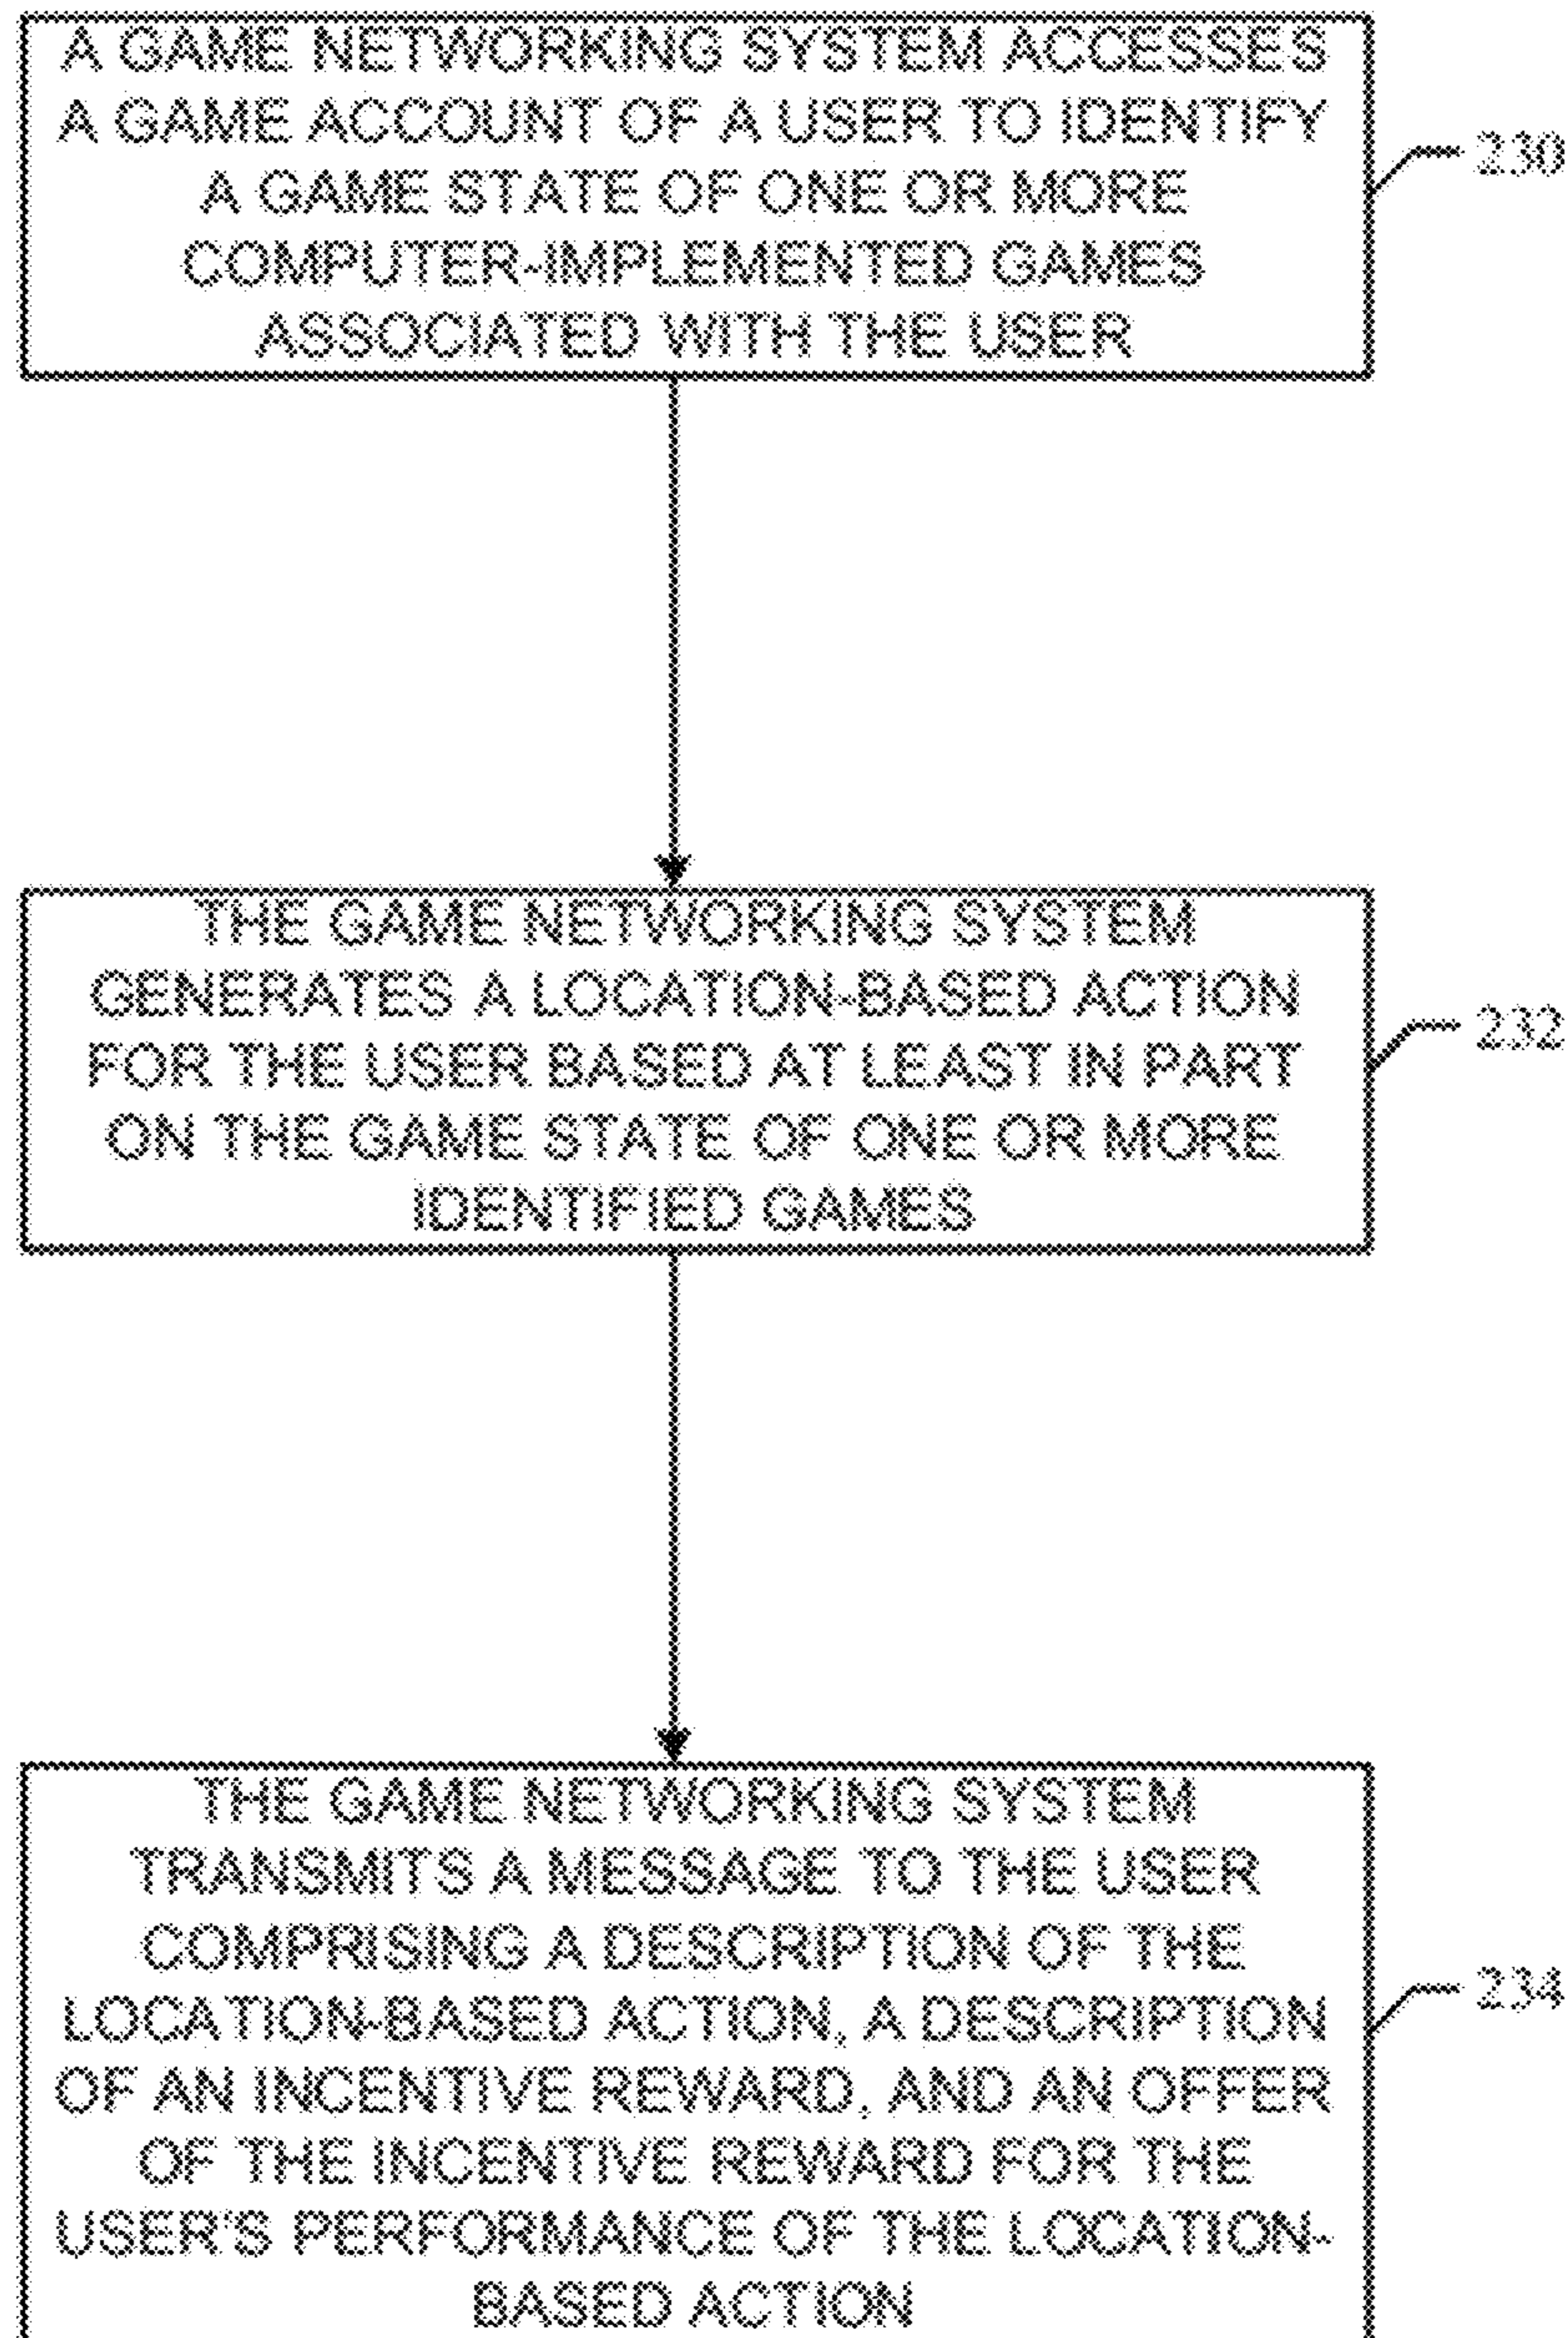 A GAME NETWORKING SYSTEM ACCESSES
A GAME ACCOUNT OF A USER TO IDENTIFY
A GAME STATE OF ONE OR MORE
COMPUTER-IMPLEMENTED GAMES
ASSOCIATED WITH THE USER
230
THE GAME NETWORKING SYSTEM
GENERATES A LOCATION-BASED ACTION
FOR THE USER BASED AT LEAST IN PART
ON THE GAME STATE OF ONE OR MORE
IDENTIFIED GAMES
232
THE GAME NETWORKING SYSTEM
TRANSMITS A MESSAGE TO THE USER
COMPRISING A DESCRIPTION OF THE
LOCATION-BASED ACTION, A DESCRIPTION
OF AN INCENTIVE REWARD, AND AN OFFER
OF THE INCENTIVE REWARD FOR THE
USER'S PERFORMANCE OF THE LOCATION-
BASED ACTION
234